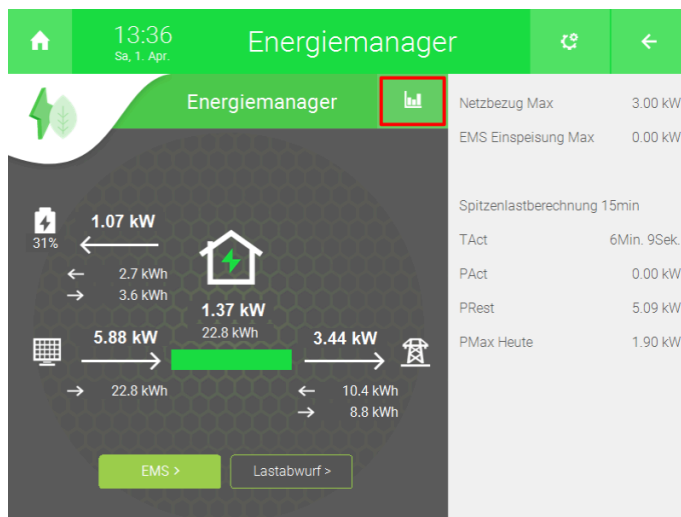 13:36
Sa, 1. Apr.
Energiemanager
Energiemanager
Netzbezug Max 3.00 kW
EMS Einspeisung Max 0.00 kW
Spitzenlastberechnung 15min
TAct 6Min. 9Sek.
PAct 0.00 kW
PRest 5.09 kW
PMax Heute 1.90 kW
31%
1.07 kW
← 2.7 kWh
→ 3.6 kWh
1.37 kW
22.8 kWh
5.88 kW
→ 22.8 kWh
3.44 kW
← 10.4 kWh
→ 8.8 kWh
EMS >
Lastabwurf >